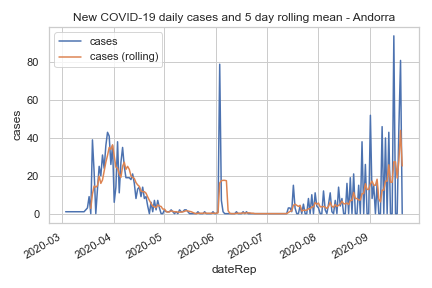 New COVID-19 daily cases and 5 day rolling mean - Andorra
cases
cases (rolling)
80
60
40
20
0
cases
2020-03
2020-04
2020-05
2020-06
2020-07
2020-08
2020-09
dateRep